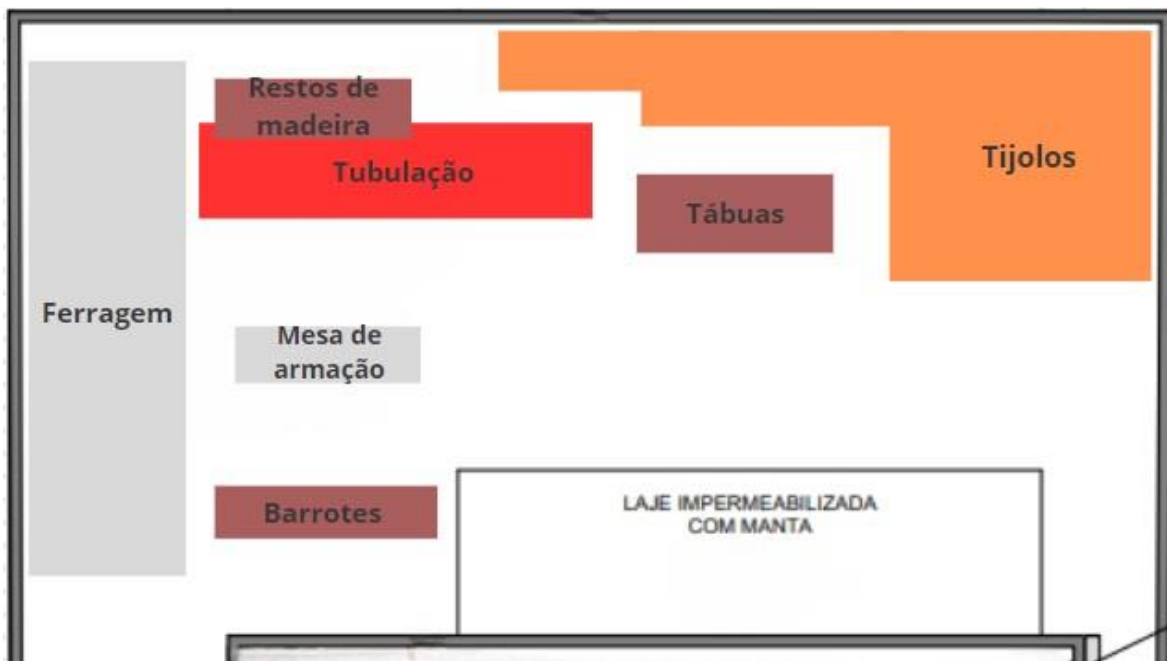 Restos de
madeira
Tubulação
Tijolos
Tábuas
Ferragem
Mesa de
armação
Barrotes
LAJE IMPERMEABILIZADA
COM MANTA